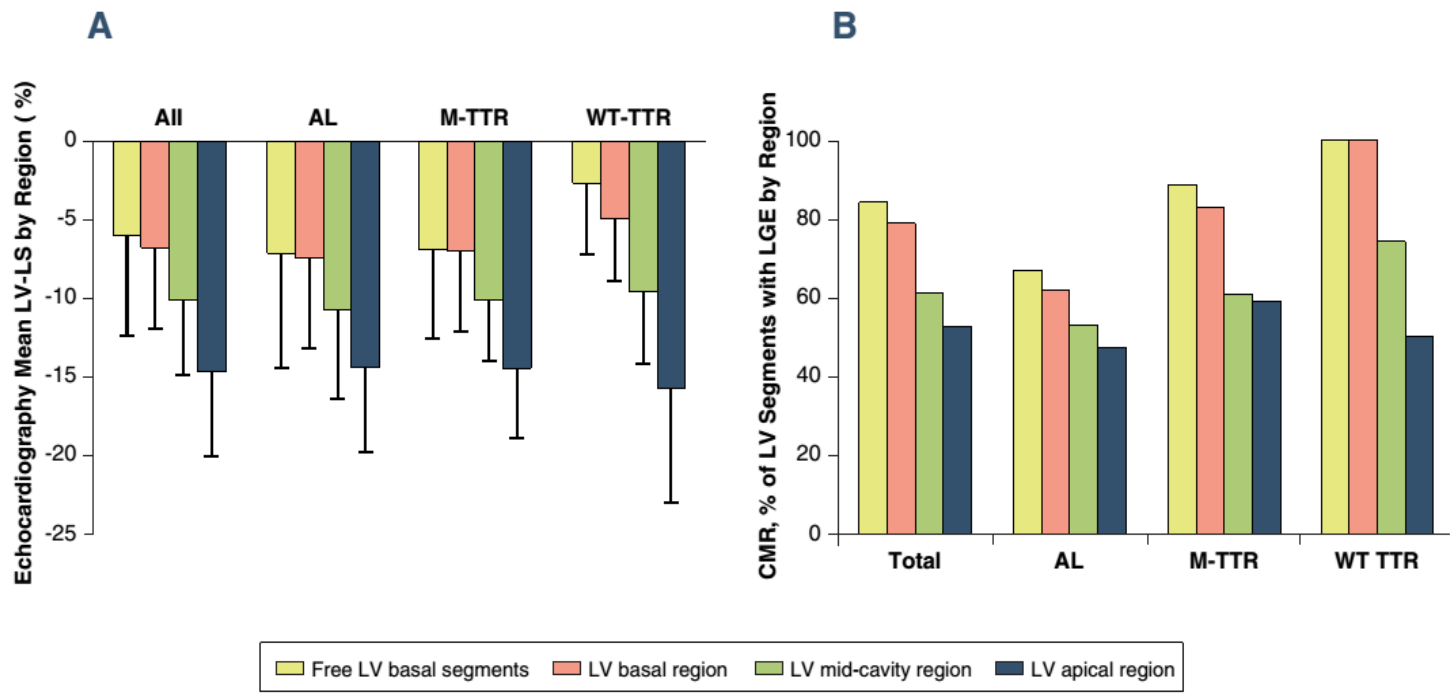 A
Echocardiography Mean LV-LS by Region ( %)
All
AL
M-TTR
WT-TTR
0
-5
-10
-15
-20
-25
B
CMR, % of LV Segments with LGE by Region
100
80
60
40
20
0
Total
AL
M-TTR
WT TTR
Free LV basal segments
LV basal region
LV mid-cavity region
LV apical region